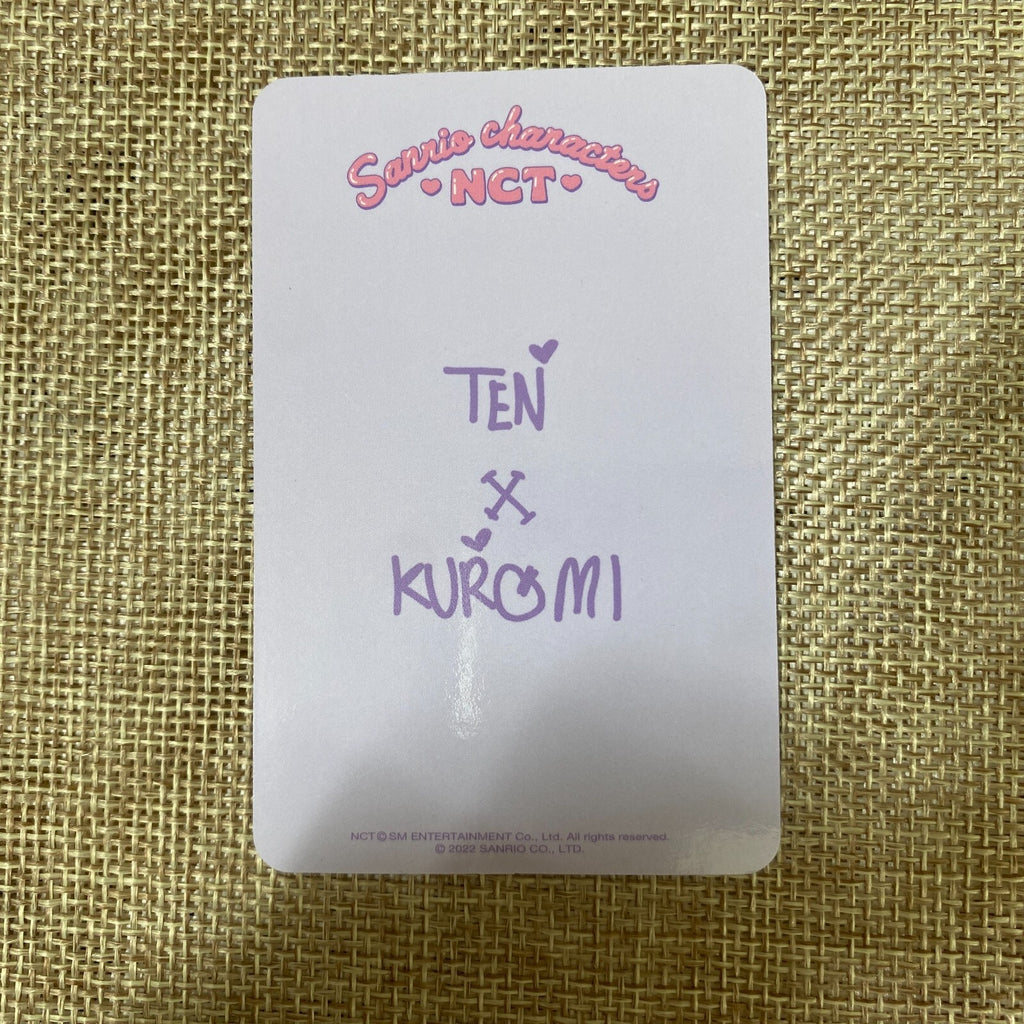 Sanrio characters
NCT
TEN
X
KUROMI
NCT © SM ENTERTAINMENT Co., Ltd. All rights reserved.
© 2022 SANRIO CO., LTD.